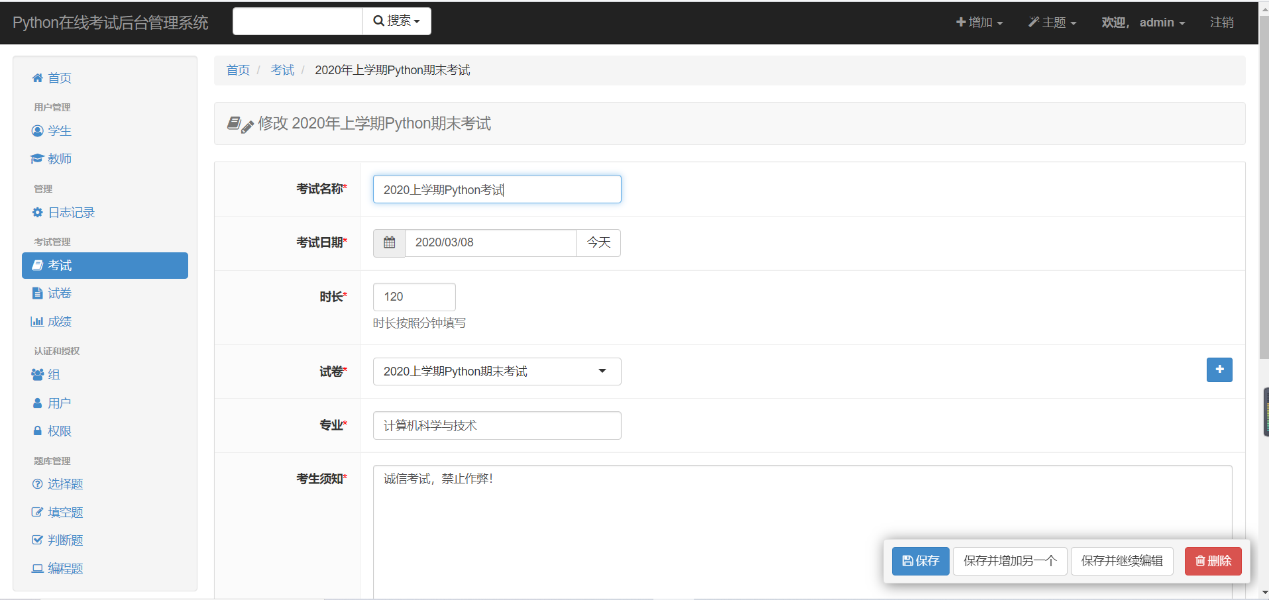 Python在线考试后台管理系统 搜索 增加 主题 欢迎， admin 注销
首页
用户管理
学生
教师
管理
日志记录
考试管理
考试
试卷
成绩
认证和授权
组
用户
权限
题库管理
选择题
填空题
判断题
编程题
首页 / 考试 / 2020年上学期Python期末考试
修改 2020年上学期Python期末考试
考试名称* 2020上学期Python考试
考试日期* 2020/03/08 今天
时长* 120
时长按照分钟填写
试卷* 2020上学期Python期末考试
专业* 计算机科学与技术
考生须知* 诚信考试，禁止作弊！
保存 保存并增加另一个 保存并继续编辑 删除